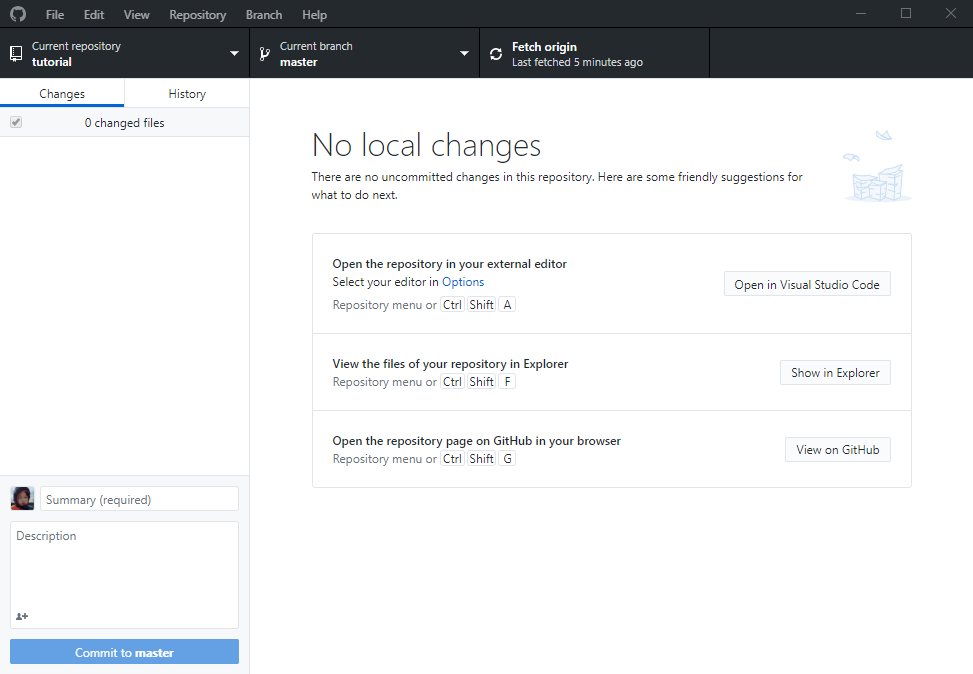 File Edit View Repository Branch Help
Current repository
tutorial
Current branch
master
Fetch origin
Last fetched 5 minutes ago
Changes History
0 changed files
No local changes
There are no uncommitted changes in this repository. Here are some friendly suggestions for
what to do next.
Open the repository in your external editor
Select your editor in Options
Repository menu or Ctrl Shift A
Open in Visual Studio Code
View the files of your repository in Explorer
Repository menu or Ctrl Shift F
Show in Explorer
Open the repository page on GitHub in your browser
Repository menu or Ctrl Shift G
View on GitHub
Summary (required)
Description
Commit to master